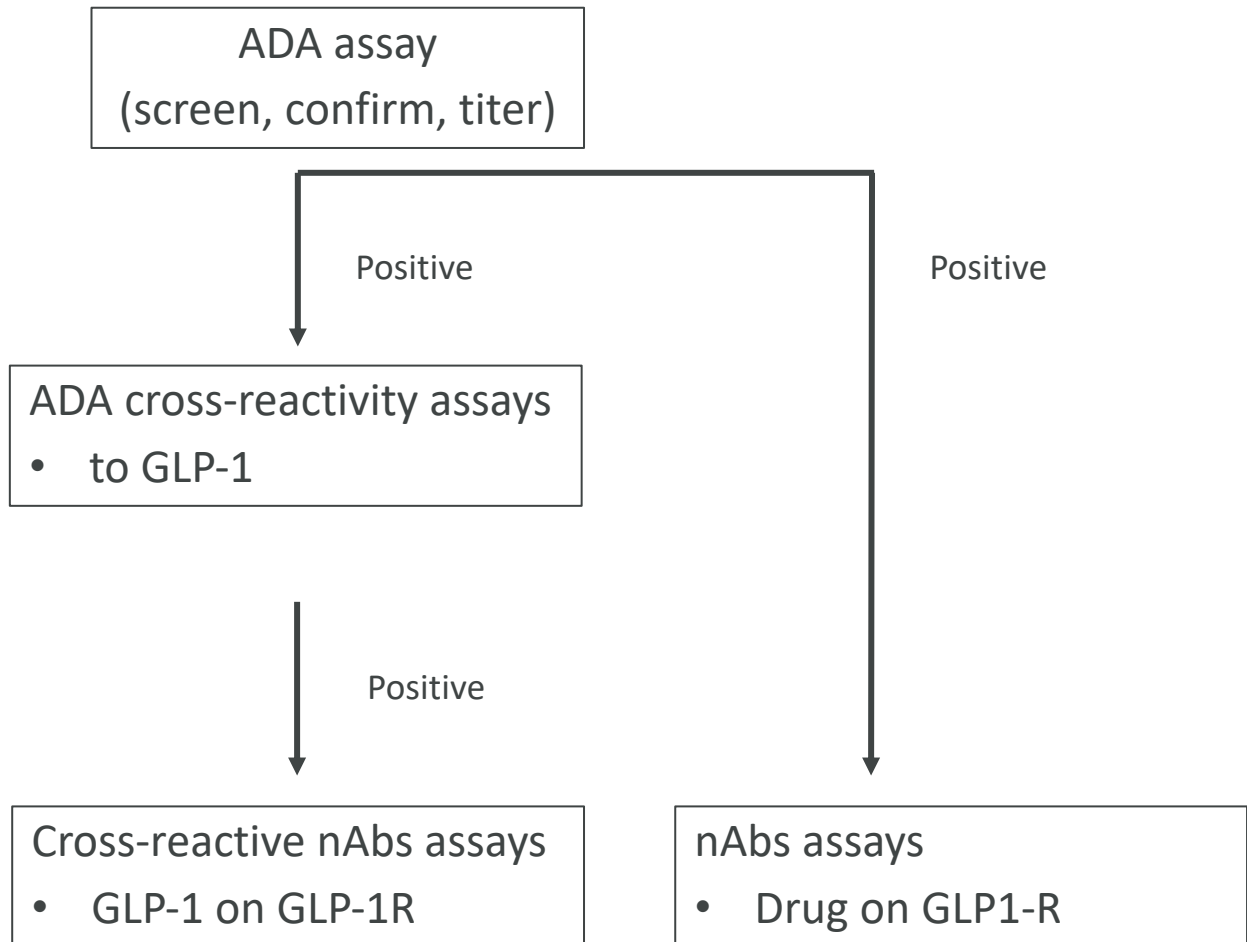 ADA assay
(screen, confirm, titer)
Positive
Positive
ADA cross-reactivity assays
• to GLP-1
Positive
Cross-reactive nAbs assays
• GLP-1 on GLP-1R
nAbs assays
• Drug on GLP1-R